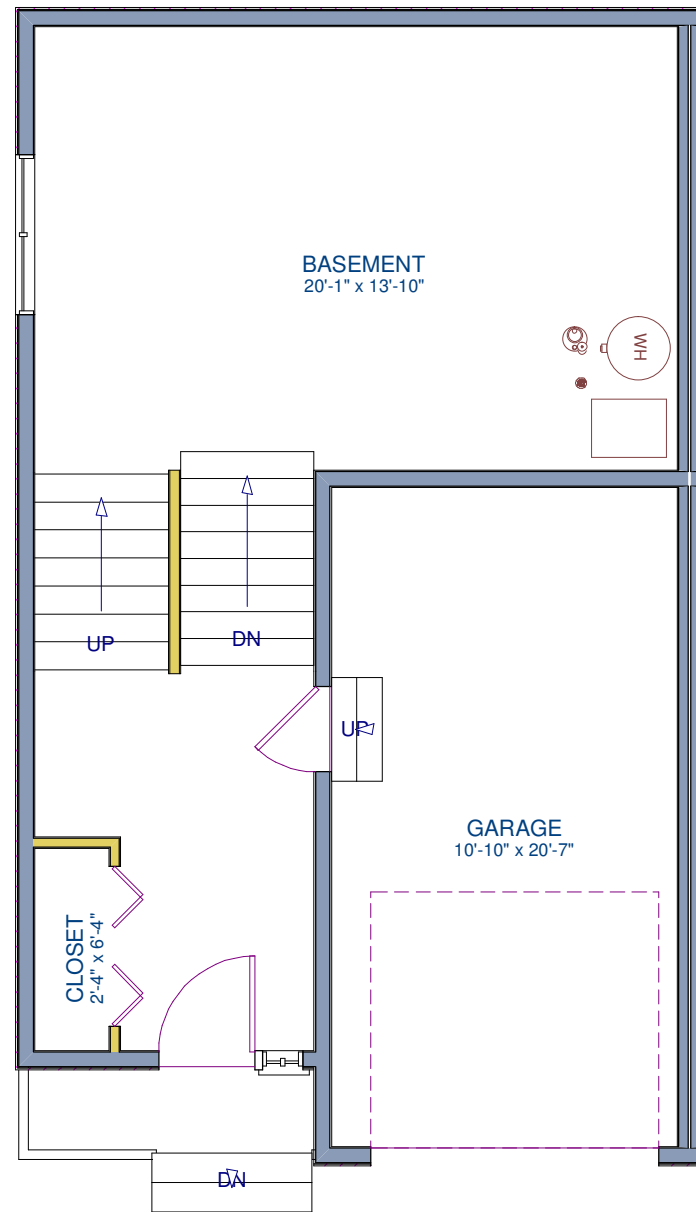 BASEMENT
20'-1" x 13'-10"
WH
UP
DN
UP
GARAGE
10'-10" x 20'-7"
CLOSET
2'-4" x 6'-4"
DN